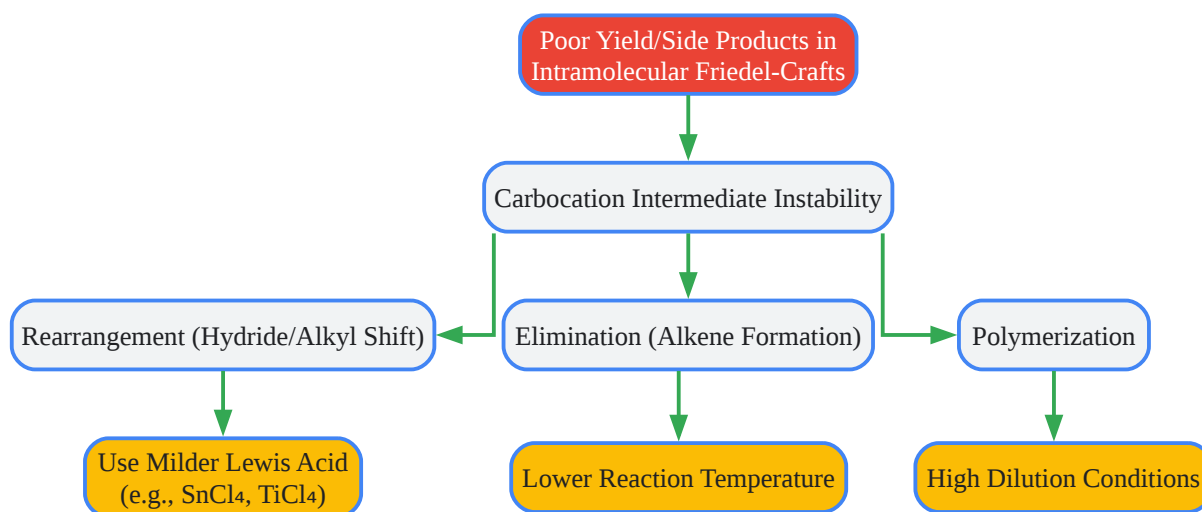 Poor Yield/Side Products in
Intramolecular Friedel-Crafts
Carbocation Intermediate Instability
Rearrangement (Hydride/Alkyl Shift)
Elimination (Alkene Formation)
Polymerization
Use Milder Lewis Acid
(e.g., SnCl₄, TiCl₄)
Lower Reaction Temperature
High Dilution Conditions